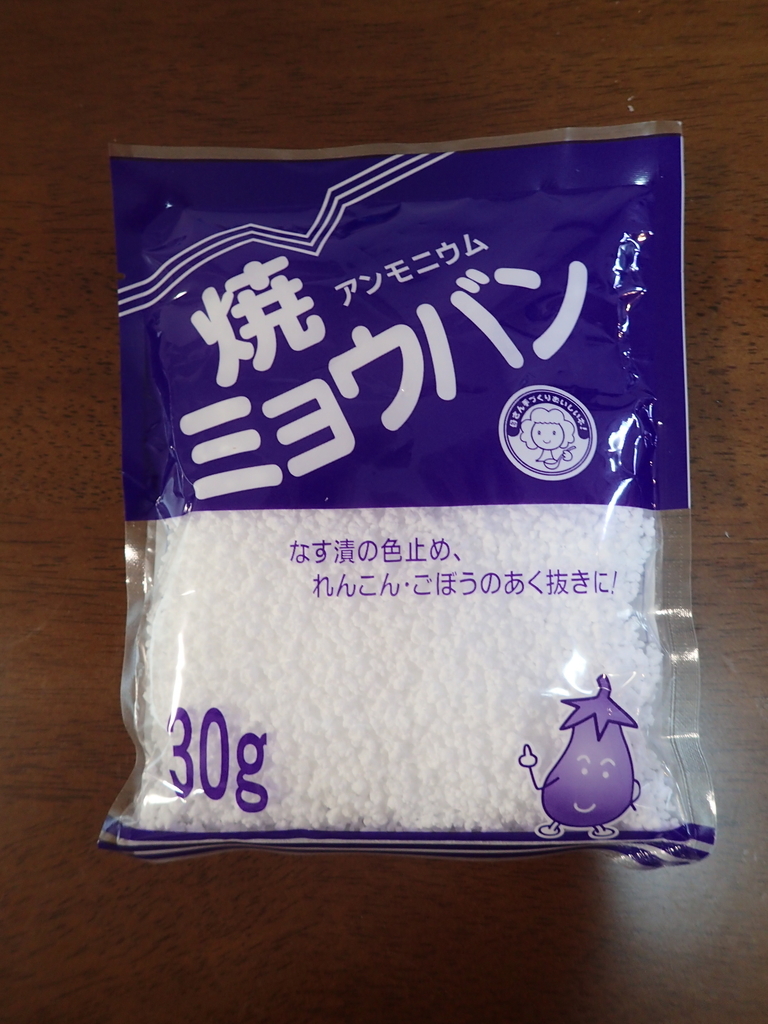 焼
アンモニウム
ミョウバン
なす漬の色止め、
れんこん・ごぼうのあく抜きに!
30g